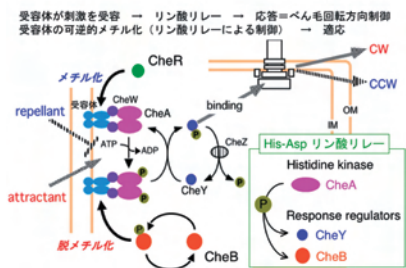 受容体が刺激を受容 → リン酸リレー → 応答＝べん毛回転方向制御
受容体の可逆的メチル化（リン酸リレーによる制御） → 適応
メチル化
CheR
repellant
受容体
CheW
CheA
ATP
ADP
attractant
P
P
脱メチル化
P
CheB
binding
P
CheY
CheZ
P
CW
CCW
IM
OM
His-Asp リン酸リレー
Histidine kinase
CheA
P
Response regulators
CheY
CheB